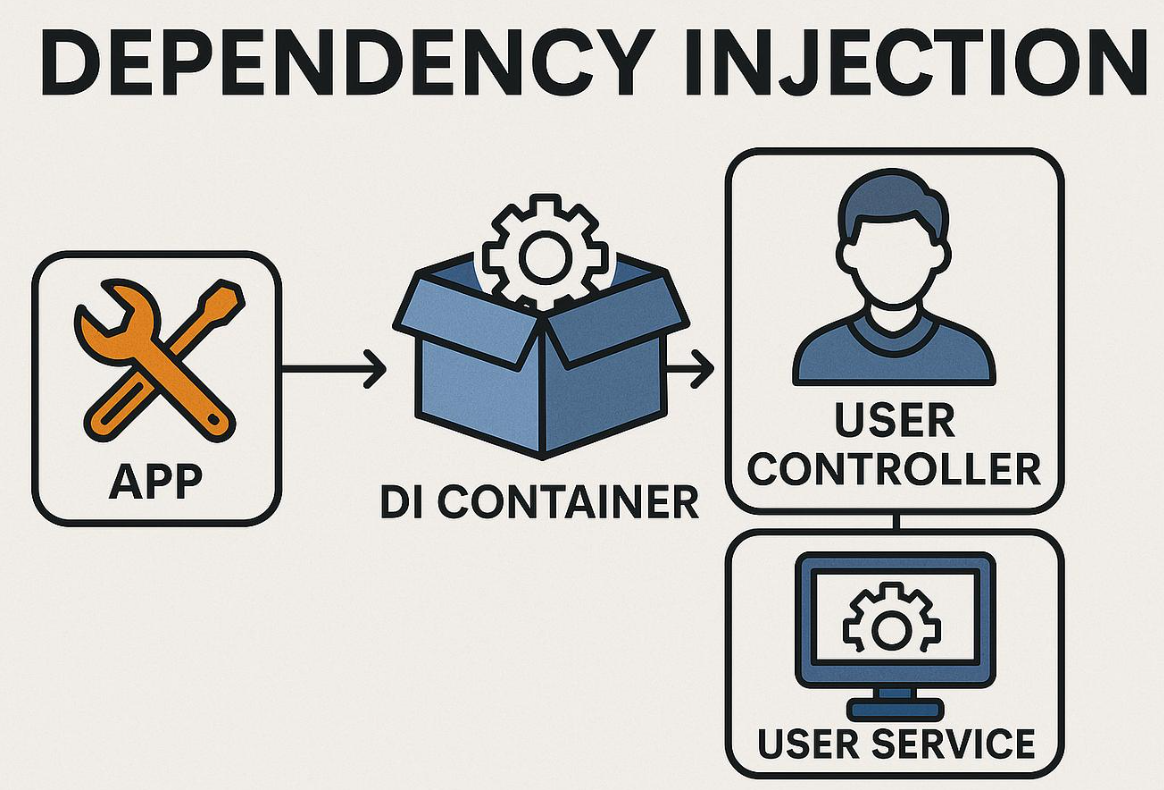 DEPENDENCY INJECTION
APP
DI CONTAINER
USER
CONTROLLER
USER SERVICE